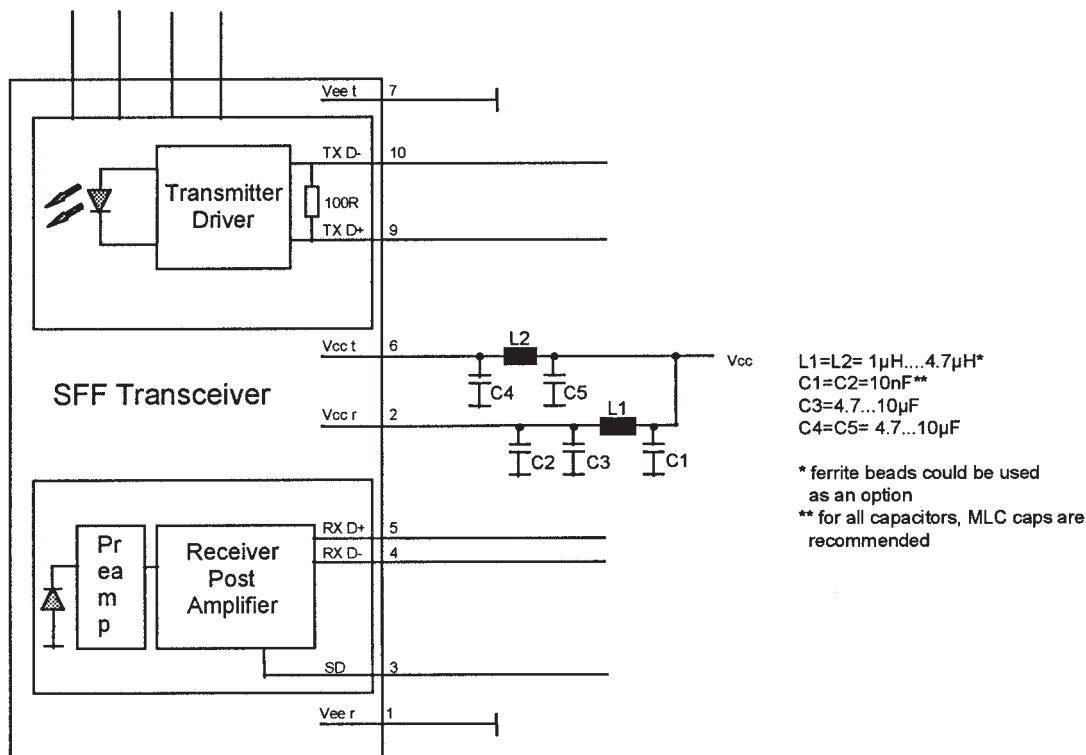 Vee t 7
TX D- 10
Transmitter
Driver
100R
TX D+ 9
Vcc t 6
L2
Vcc
C4
C5
SFF Transceiver
Vcc r 2
L1
C2
C3
C1
L1=L2= 1µH....4.7µH*
C1=C2=10nF**
C3=4.7...10µF
C4=C5= 4.7...10µF
* ferrite beads could be used
as an option
** for all capacitors, MLC caps are
recommended
Pr
ea
m
p
Receiver
Post
Amplifier
RX D+ 5
RX D- 4
SD 3
Vee r 1